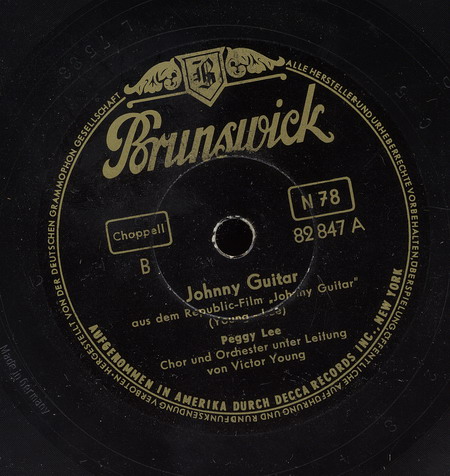 B
Brunswick
Chappell
N 78
82 847 A
B
Johnny Guitar
aus dem Republic-Film „Johnny Guitar"
(Young - Lee)
Peggy Lee
Chor und Orchester unter Leitung
von Victor Young
AUFGENOMMEN IN AMERIKA DURCH DECCA RECORDS INC., NEW YORK
ALLE HERSTELLER- UND URHEBERRECHTE VORBEHALTEN. ÜBERSPIELUNG, ÖFFENTLICHE AUFFÜHRUNG UND RUNDFUNKSENDUNG VERBOTEN. HERGESTELLT VON DER DEUTSCHEN GRAMMOPHON GESELLSCHAFT
Made in Germany